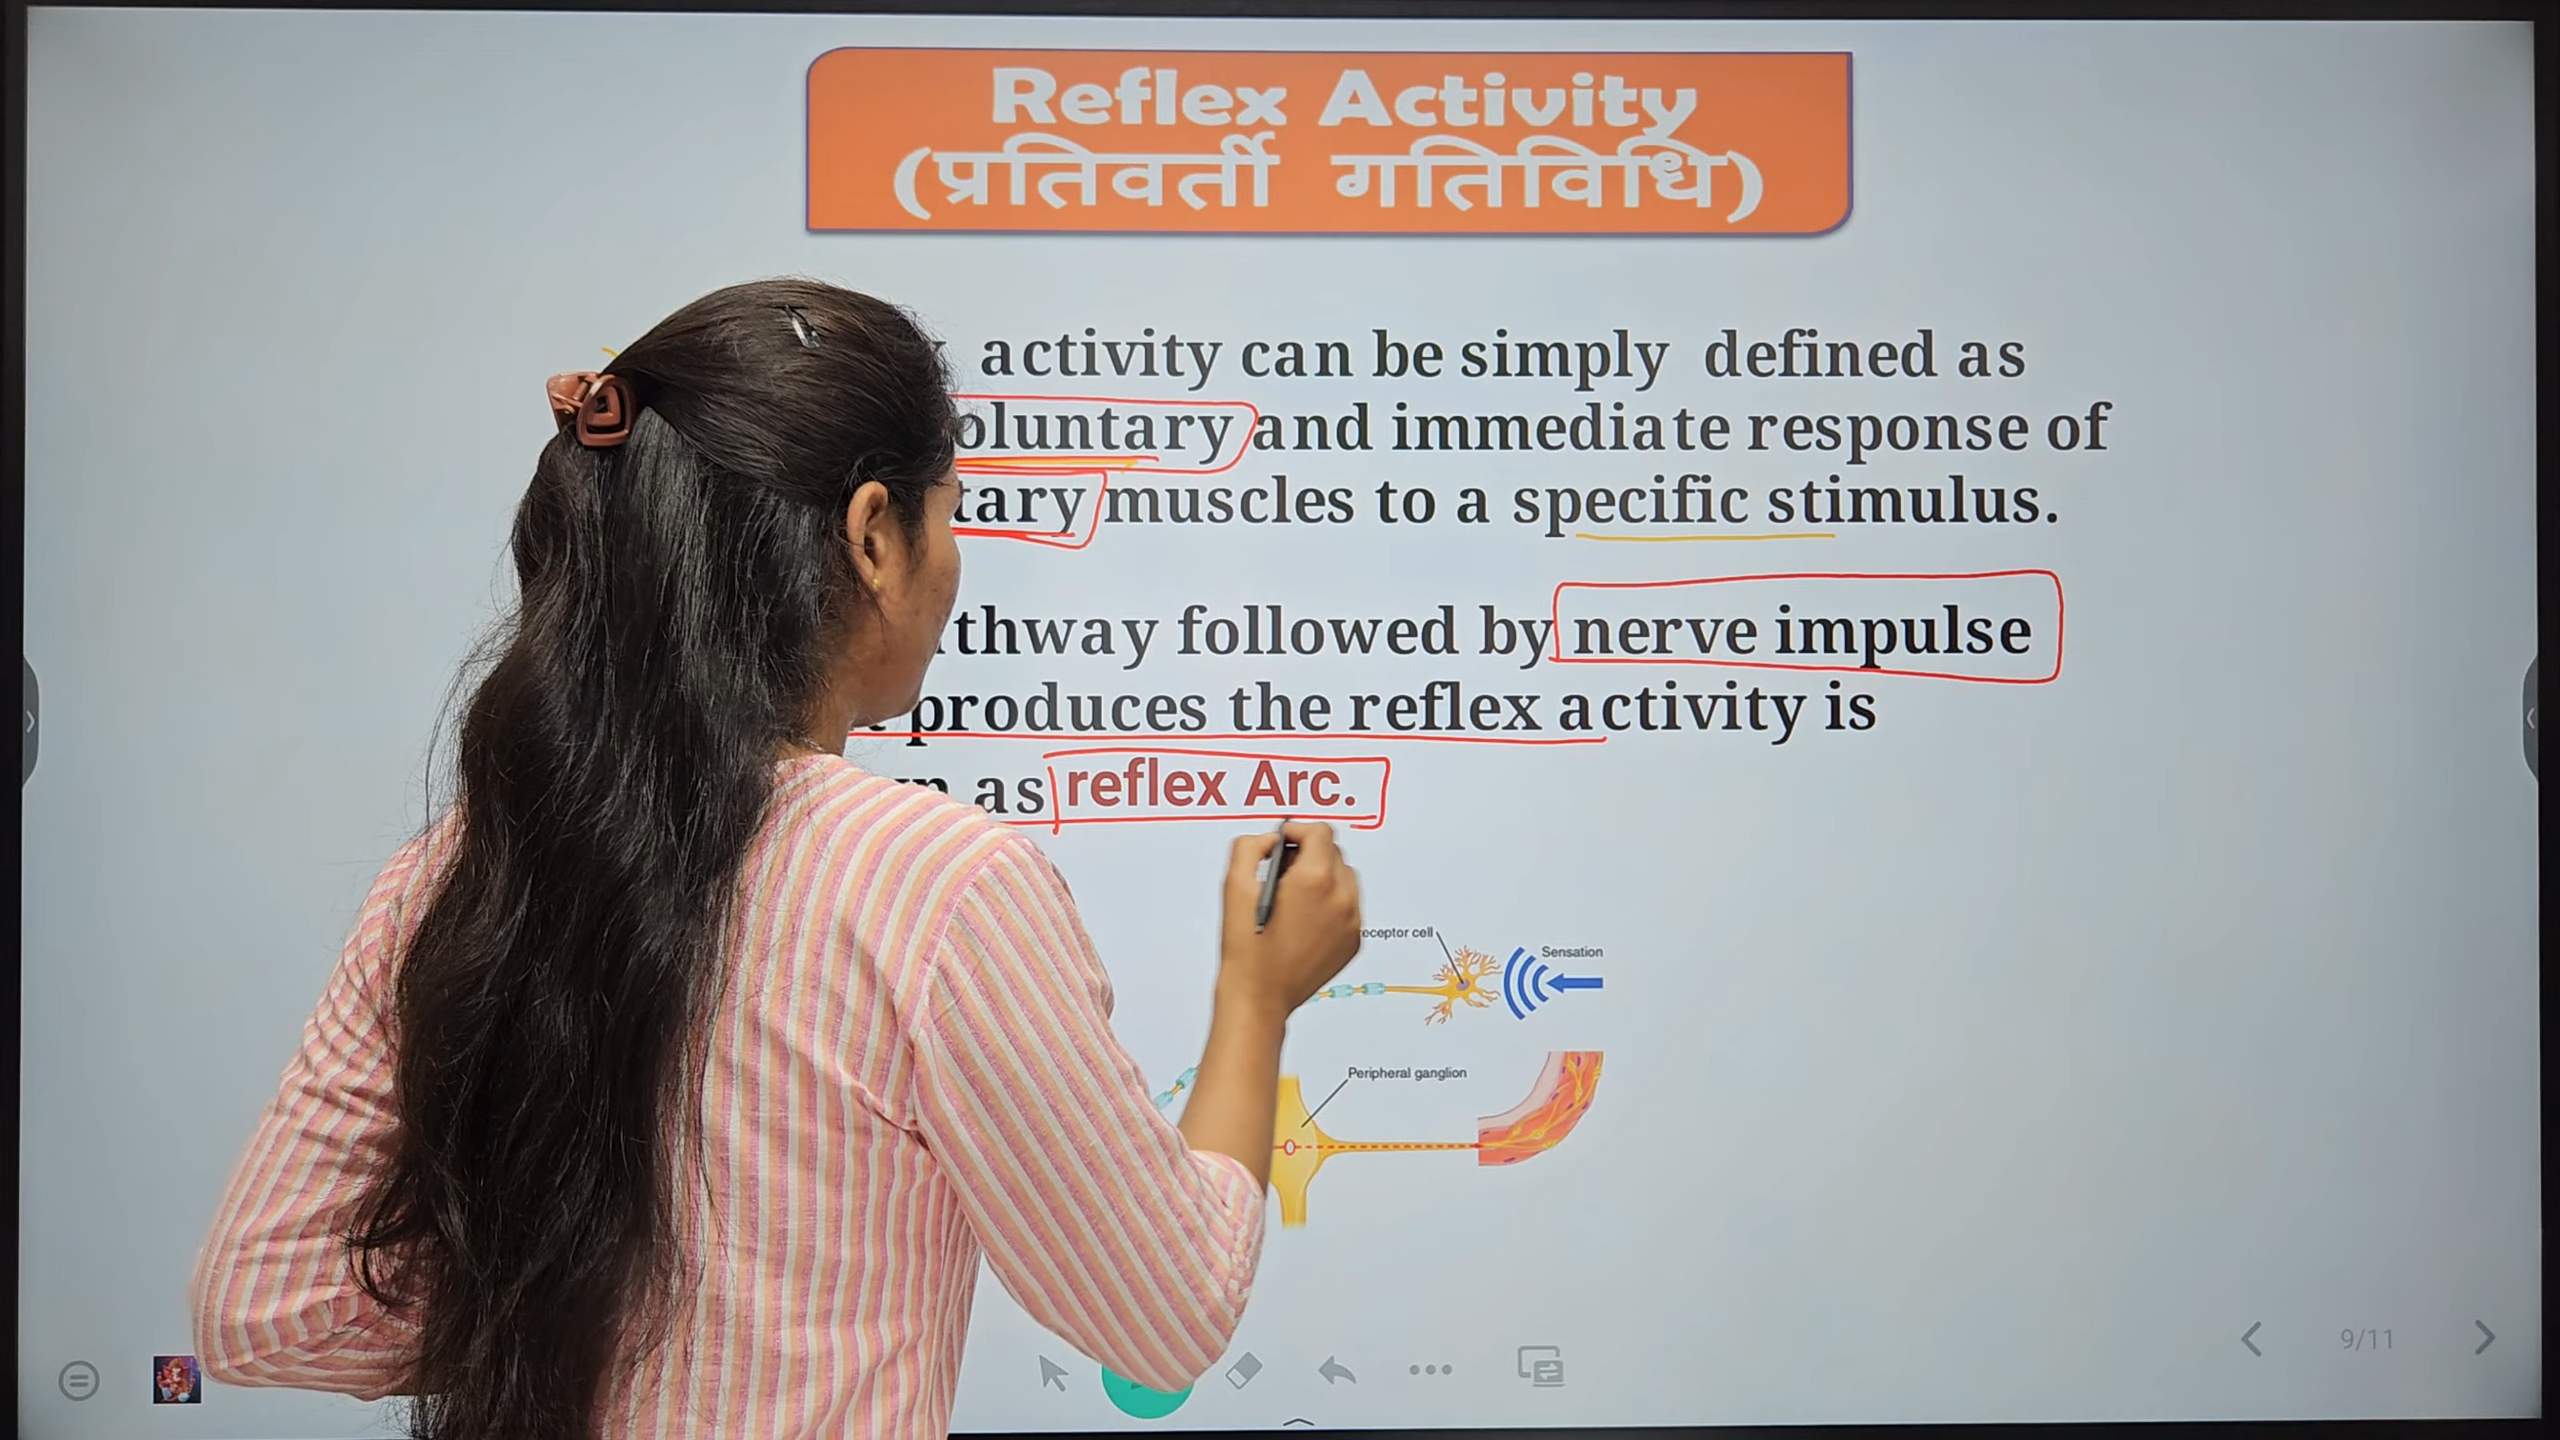 Reflex Activity
(प्रतिवर्ती गतिविधि)
activity can be simply defined as
oluntary and immediate response of
tary muscles to a specific stimulus.
thway followed by nerve impulse
produces the reflex activity is
as reflex Arc.
eceptor cell
Sensation
Peripheral ganglion
9/11